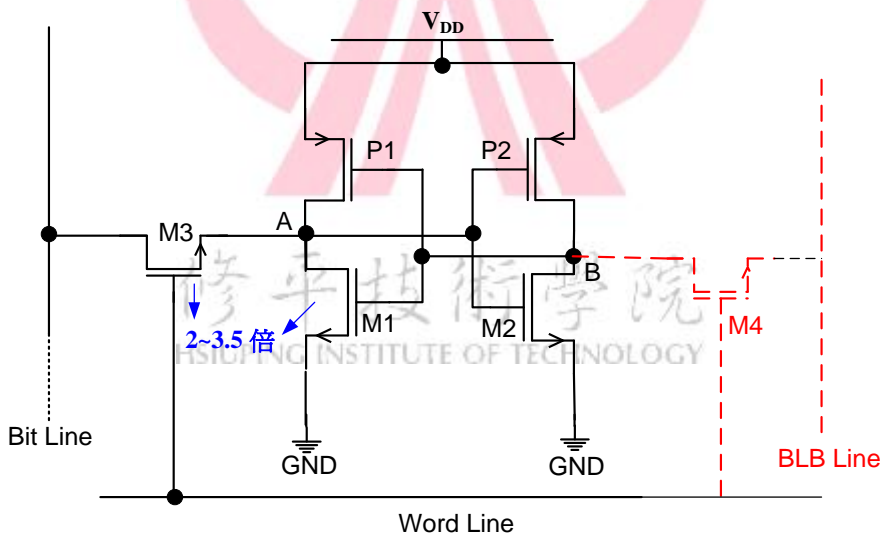 VDD
P1
P2
A
M3
B
修平技術學院
M1
M2
M4
2~3.5 倍
HSIUPING INSTITUTE OF TECHNOLOGY
Bit Line
GND
GND
BLB Line
Word Line